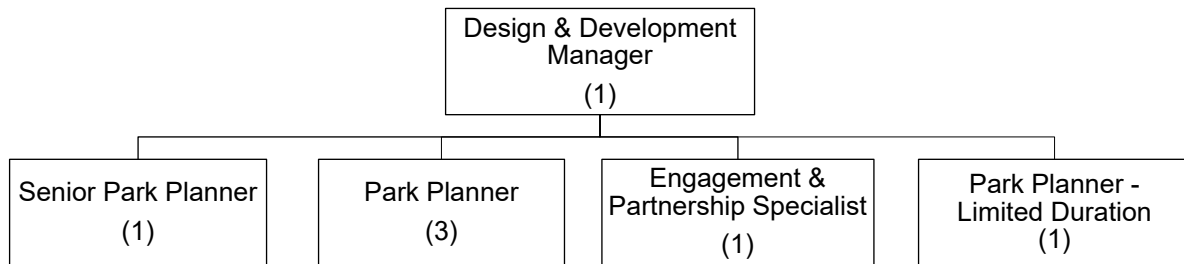 Design & Development
Manager
(1)
Senior Park Planner
(1)
Park Planner
(3)
Engagement &
Partnership Specialist
(1)
Park Planner -
Limited Duration
(1)